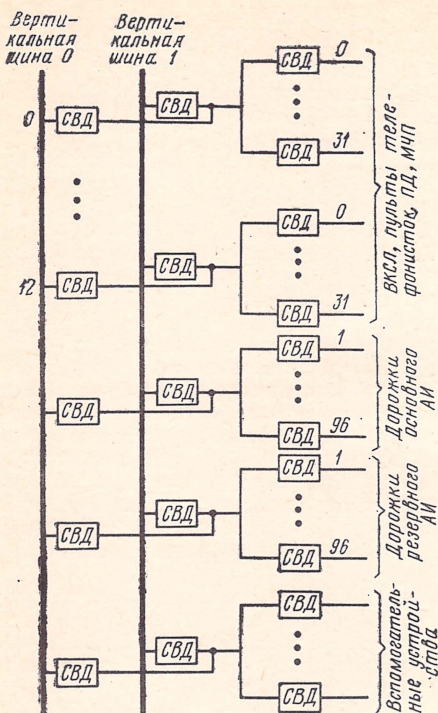 Верти-
кальная
шина 0
Верти-
кальная
шина 1
СВД 0
СВД
0 СВД
СВД 31
СВД 0
СВД
12 СВД
СВД 31
ВКСЛ, пульты теле-
фонисток, ПД, МЧП
СВД 1
СВД
СВД
СВД 96
Дорожки
основного
АИ
СВД 1
СВД
СВД
СВД 96
Дорожки
резервного
АИ
СВД
СВД
СВД
СВД
Вспомогатель-
ные устрой-
ства